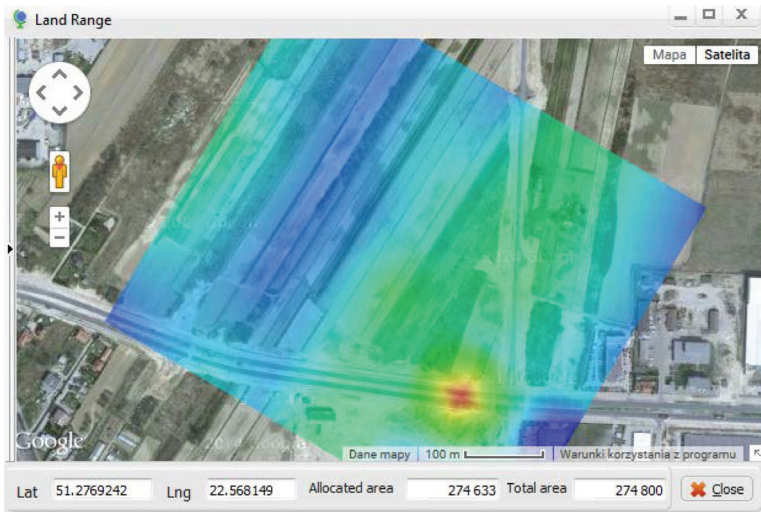 Land Range
Mapa Satelita
Google
Dane mapy 100 m Warunki korzystania z programu
Lat 51.2769242 Lng 22.568149 Allocated area 274 633 Total area 274 800 Close